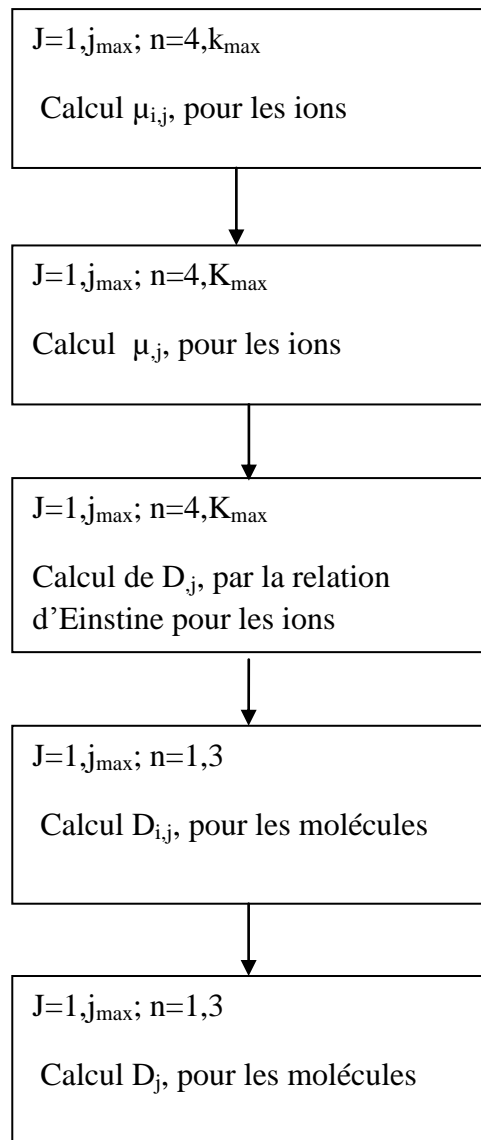 J=1,jmax; n=4,kmax
Calcul µi,j, pour les ions
J=1,jmax; n=4,Kmax
Calcul µ,j, pour les ions
J=1,jmax; n=4,Kmax
Calcul de D,j, par la relation
d’Einstine pour les ions
J=1,jmax; n=1,3
Calcul Di,j, pour les molécules
J=1,jmax; n=1,3
Calcul Dj, pour les molécules